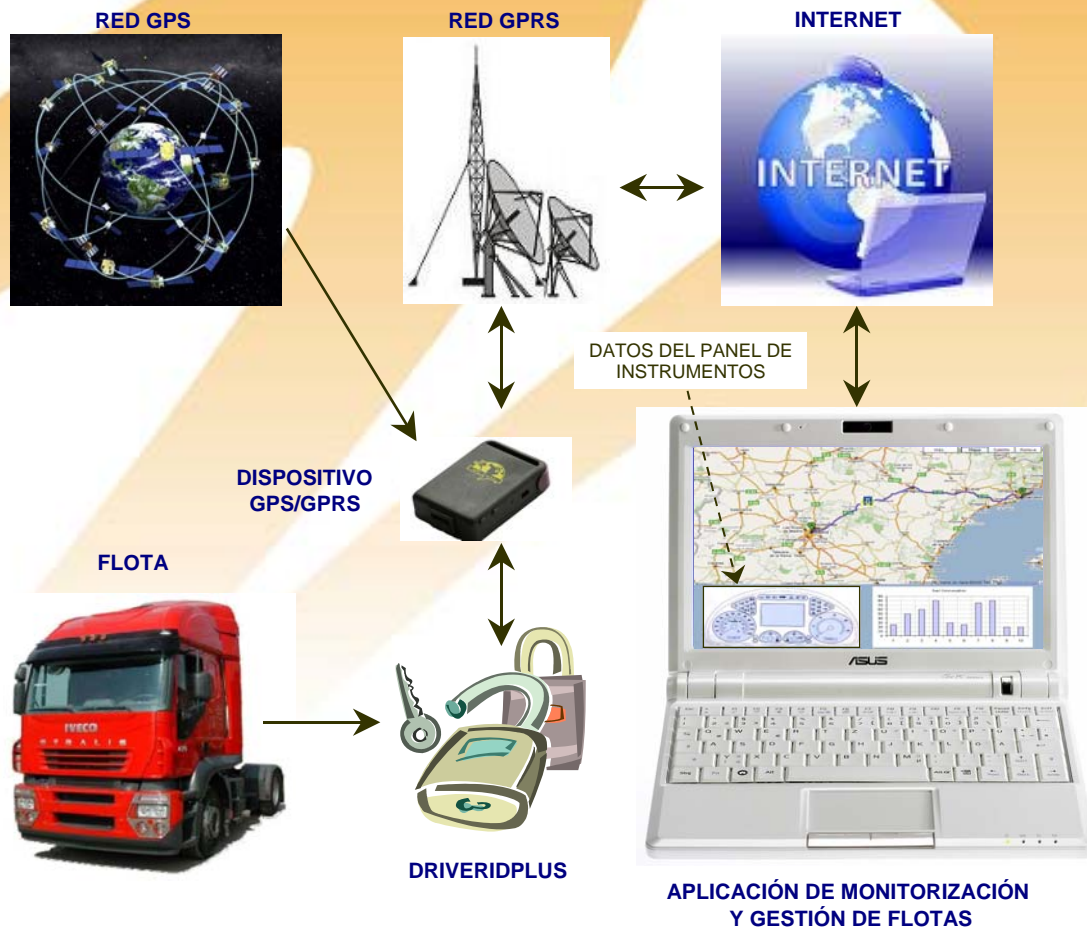 RED GPS
RED GPRS
INTERNET
INTERNET
DATOS DEL PANEL DE
INSTRUMENTOS
DISPOSITIVO
GPS/GPRS
FLOTA
IVECO
STRALIS
ASUS
DRIVERIDPLUS
APLICACIÓN DE MONITORIZACIÓN
Y GESTIÓN DE FLOTAS